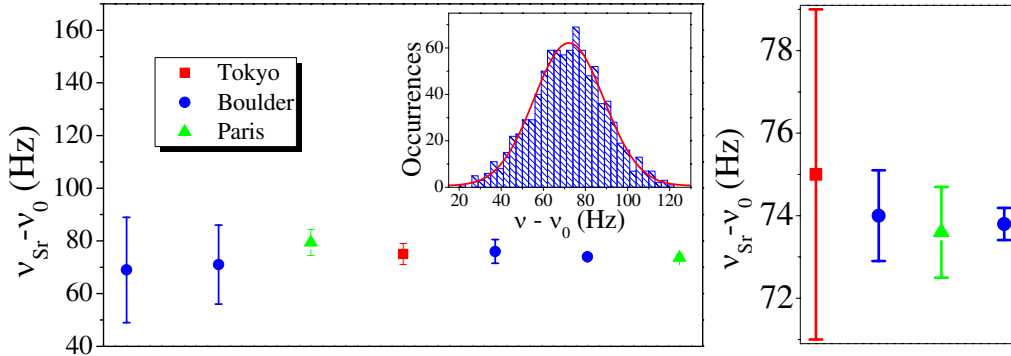 ν_Sr-ν_0 (Hz)
160
140
120
100
80
60
40
Tokyo
Boulder
Paris
Occurrences
60
40
20
0
20 40 60 80 100 120
ν - ν_0 (Hz)
ν_Sr-ν_0 (Hz)
78
76
74
72